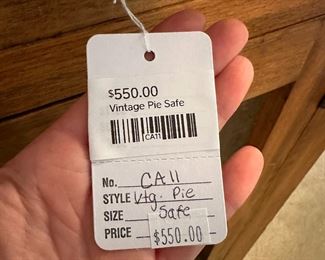 $550.00
Vintage Pie Safe
CA11
No. CA11
STYLE Vtg. Pie
SIZE Safe
PRICE $550.00